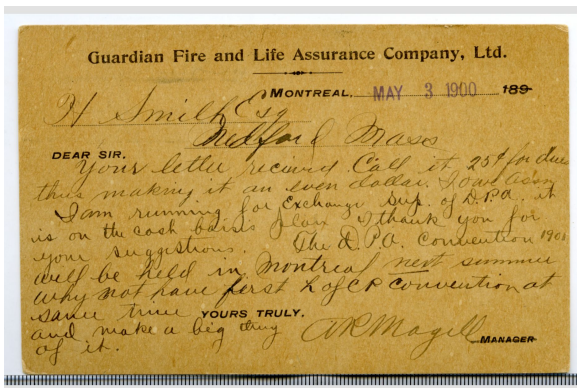 Guardian Fire and Life Assurance Company, Ltd.
MONTREAL, MAY 3 1900 189
H Smith Esq
Medford Mass
DEAR SIR,
Your letter received. Call it 25¢ for dues
thus making it an even dollar.
I am running for Exchange Sup. of D.P.A. it
is on the cash basis plan I thank you for
your suggestions. The D.P.A. Convention 1901
will be held in Montreal next summer
why not have first L of CP convention at
same time YOURS TRULY,
and make a big thing
of it. AR Magill MANAGER